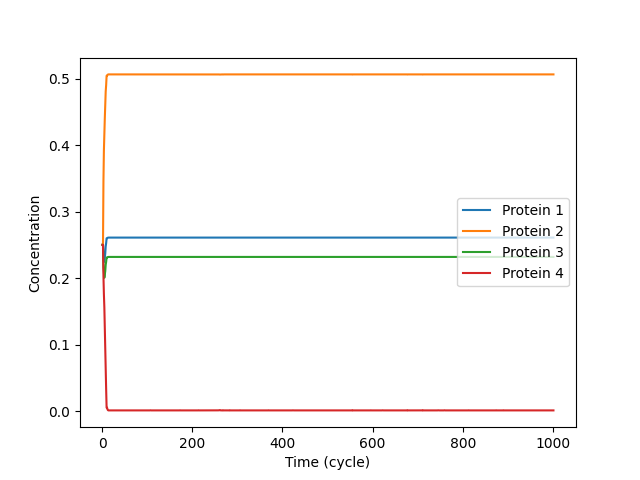 0.5
0.4
0.3
0.2
0.1
0.0
Concentration
Protein 1
Protein 2
Protein 3
Protein 4
0 200 400 600 800 1000
Time (cycle)